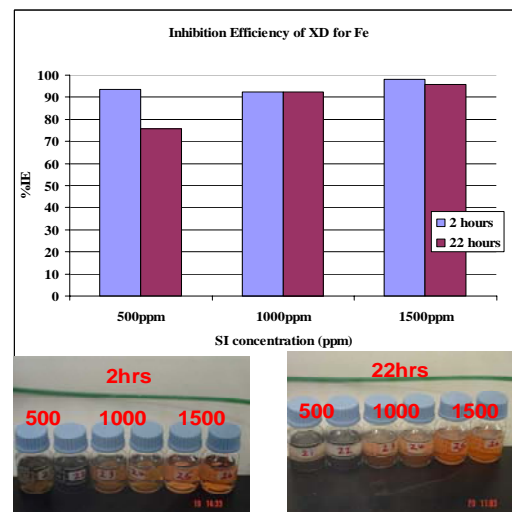 Inhibition Efficiency of XD for Fe
%IE
100
90
80
70
60
50
40
30
20
10
0
2 hours
22 hours
500ppm 1000ppm 1500ppm
SI concentration (ppm)
2hrs
500 1000 1500
22hrs
500 1000 1500